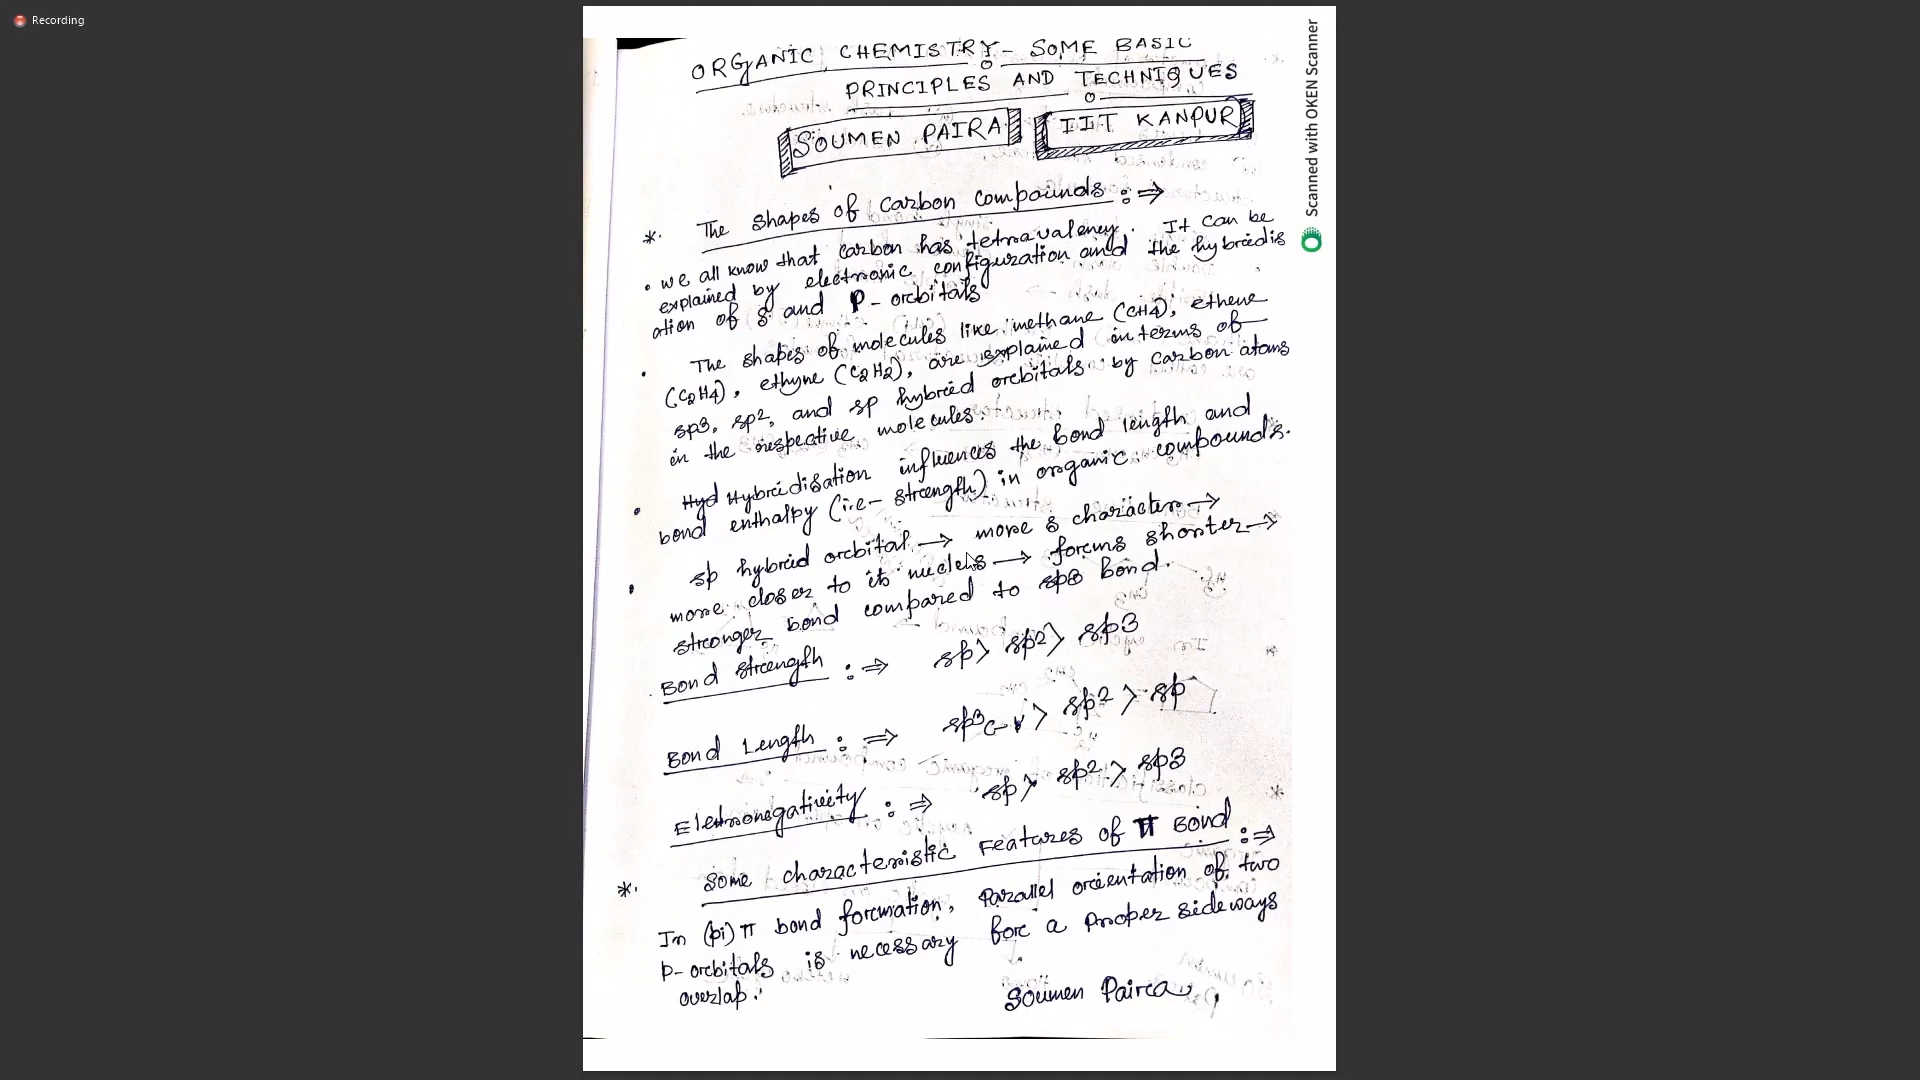 Recording
ORGANIC CHEMISTRY - SOME BASIC
PRINCIPLES AND TECHNIQUES
SOUMEN PAIRA IIT KANPUR
Scanned with OKEN Scanner
*. The shapes of carbon compounds :⇒
• we all know that carbon has tetravalency. It can be
explained by electronic configuration and the hybridis
ation of s and p-orbitals
• The shapes of molecules like methane (CH4), ethene
(C2H4), ethyne (C2H2), are explained in terms of
sp3, sp2, and sp hybrid orbitals by carbon atoms
in the respective molecules.
• Hyd Hybridisation influences the bond length and
bond enthalpy (i.e- strength) in organic compounds.
• sp hybrid orbital → more s character →
more closer to its nucleus → forms shorter →
stronger bond compared to sp3 bond.
Bond strength :⇒ sp > sp2 > sp3
Bond Length :⇒ sp3 > sp2 > sp
Electronegativity :⇒ sp > sp2 > sp3
*. Some characteristic Features of π Bond :⇒
In (pi) π bond formation, Parallel orientation of two
p-orbitals is necessary for a Proper sideways
overlap.
Soumen Paira